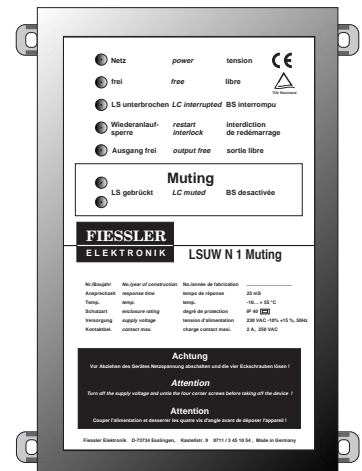 Netz power tension CE
frei free libre
TÜV Rheinland
LS unterbrochen LC interrupted BS interrompu
Wiederanlauf- restart interdiction
sperre interlock de redémarrage
Ausgang frei output free sortie libre
Muting
LS gebrückt LC muted BS desactivée
FIESSLER
ELEKTRONIK
LSUW N 1 Muting
Nr./Baujahr No./year of construction No./année de fabrication
Ansprechzeit response time temps de réponse 25 mS
Temp. temp. temp. -10... + 55 °C
Schutzart enclosure rating degré de protection IP 40
Versorgung supply voltage tension d'alimentation 230 VAC -10% +15 %, 50Hz
Kontaktbel. contact max. charge contact maxi. 2 A, 250 VAC
Achtung
Vor Abziehen des Gerätes Netzspannung abschalten und die vier Eckschrauben lösen !
Attention
Turn off the supply voltage and untie the four corner screws before taking off the device !
Attention
Couper l'alimentation et desserrer les quatre vis d'angle avant de déposer l'appareil !
Fiessler Elektronik D-73734 Esslingen, Kastellstr. 9 0711 / 3 45 10 54 , Made in Germany